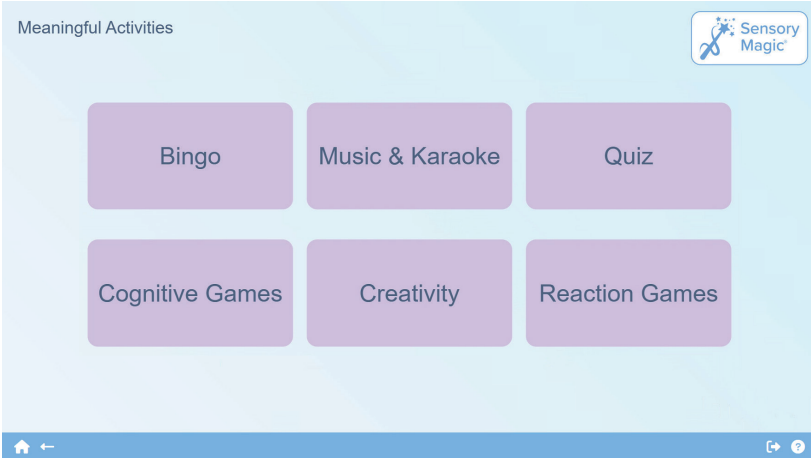 Meaningful Activities
Sensory
Magic®
Bingo
Music & Karaoke
Quiz
Cognitive Games
Creativity
Reaction Games
?